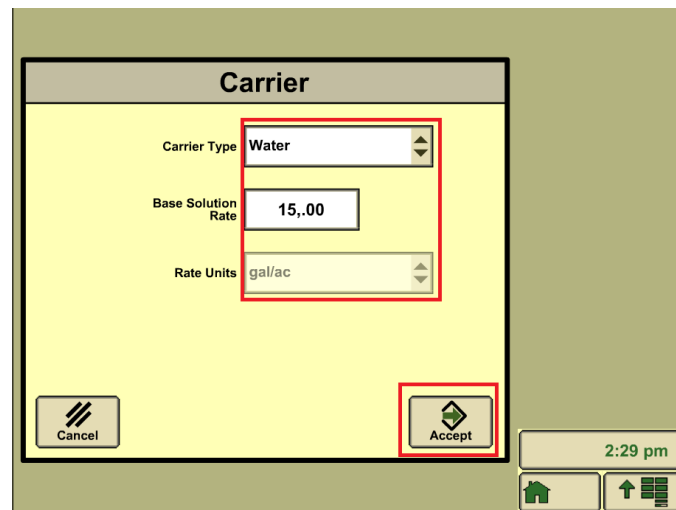 Carrier
Carrier Type
Water
Base Solution
Rate
15,.00
Rate Units
gal/ac
Cancel
Accept
2:29 pm